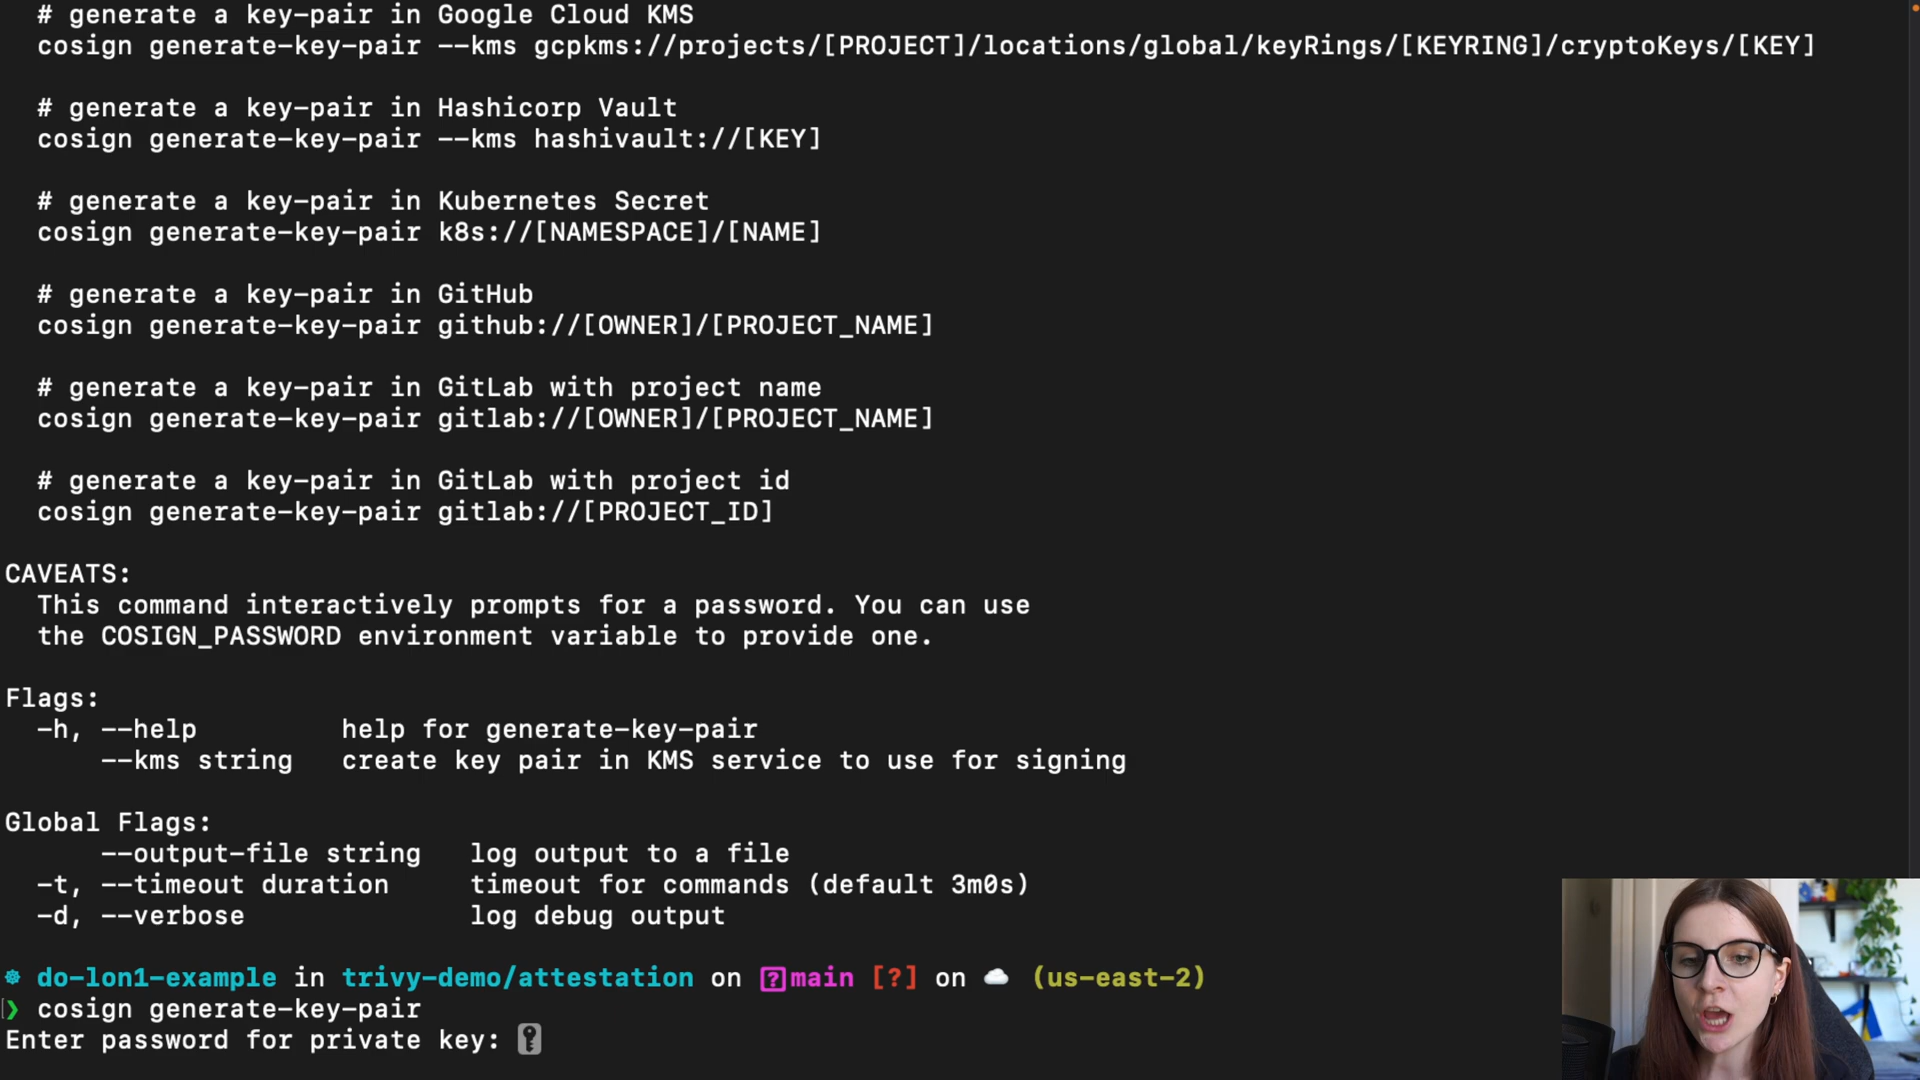 # generate a key-pair in Google Cloud KMS
cosign generate-key-pair --kms gcpkms://projects/[PROJECT]/locations/global/keyRings/[KEYRING]/cryptoKeys/[KEY]
# generate a key-pair in Hashicorp Vault
cosign generate-key-pair --kms hashivault://[KEY]
# generate a key-pair in Kubernetes Secret
cosign generate-key-pair k8s://[NAMESPACE]/[NAME]
# generate a key-pair in GitHub
cosign generate-key-pair github://[OWNER]/[PROJECT_NAME]
# generate a key-pair in GitLab with project name
cosign generate-key-pair gitlab://[OWNER]/[PROJECT_NAME]
# generate a key-pair in GitLab with project id
cosign generate-key-pair gitlab://[PROJECT_ID]
CAVEATS:
This command interactively prompts for a password. You can use
the COSIGN_PASSWORD environment variable to provide one.
Flags:
-h, --help help for generate-key-pair
--kms string create key pair in KMS service to use for signing
Global Flags:
--output-file string log output to a file
-t, --timeout duration timeout for commands (default 3m0s)
-d, --verbose log debug output
do-lon1-example in trivy-demo/attestation on [?]main [?] on ☁ (us-east-2)
❯ cosign generate-key-pair
Enter password for private key: